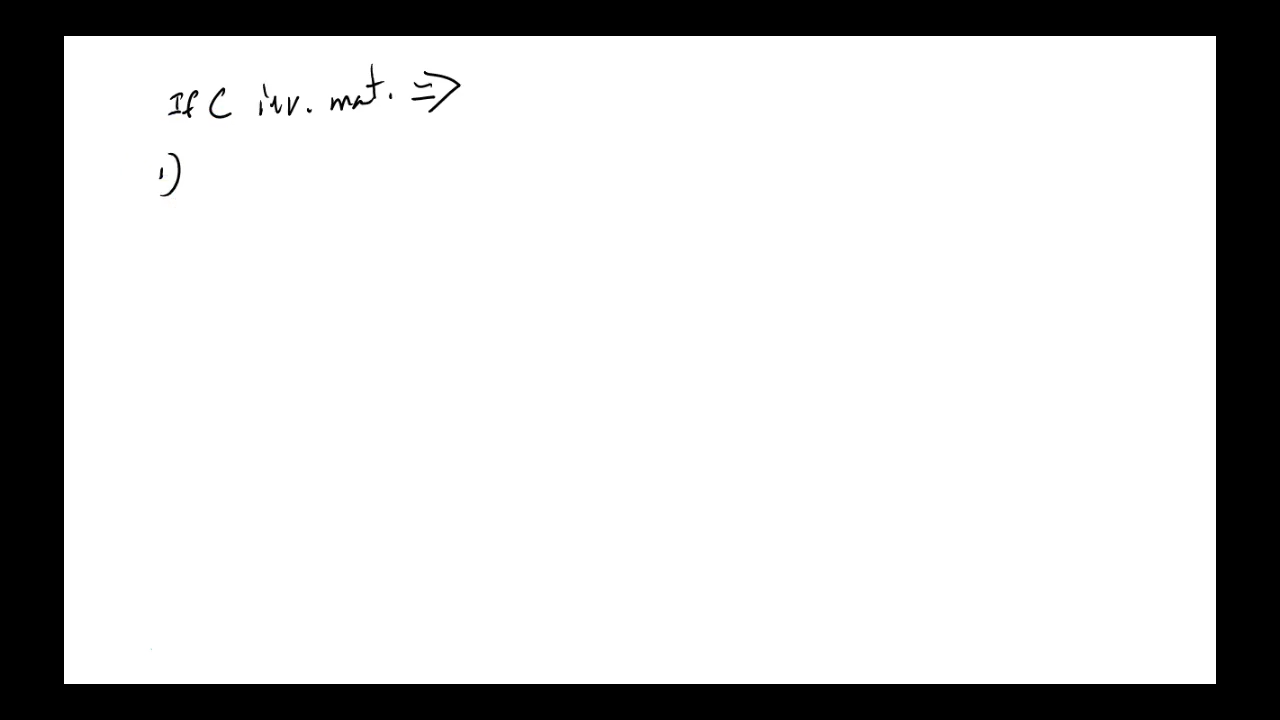 If C inv. mat. =>
1)